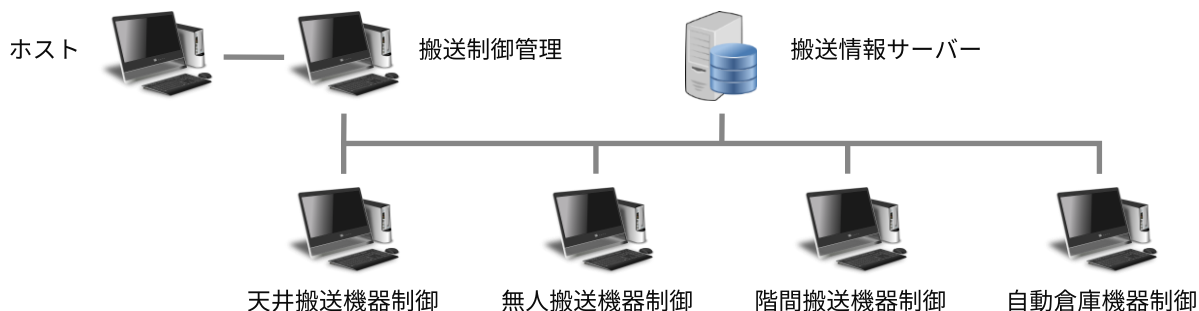 ホスト
搬送制御管理
搬送情報サーバー
天井搬送機器制御
無人搬送機器制御
階間搬送機器制御
自動倉庫機器制御